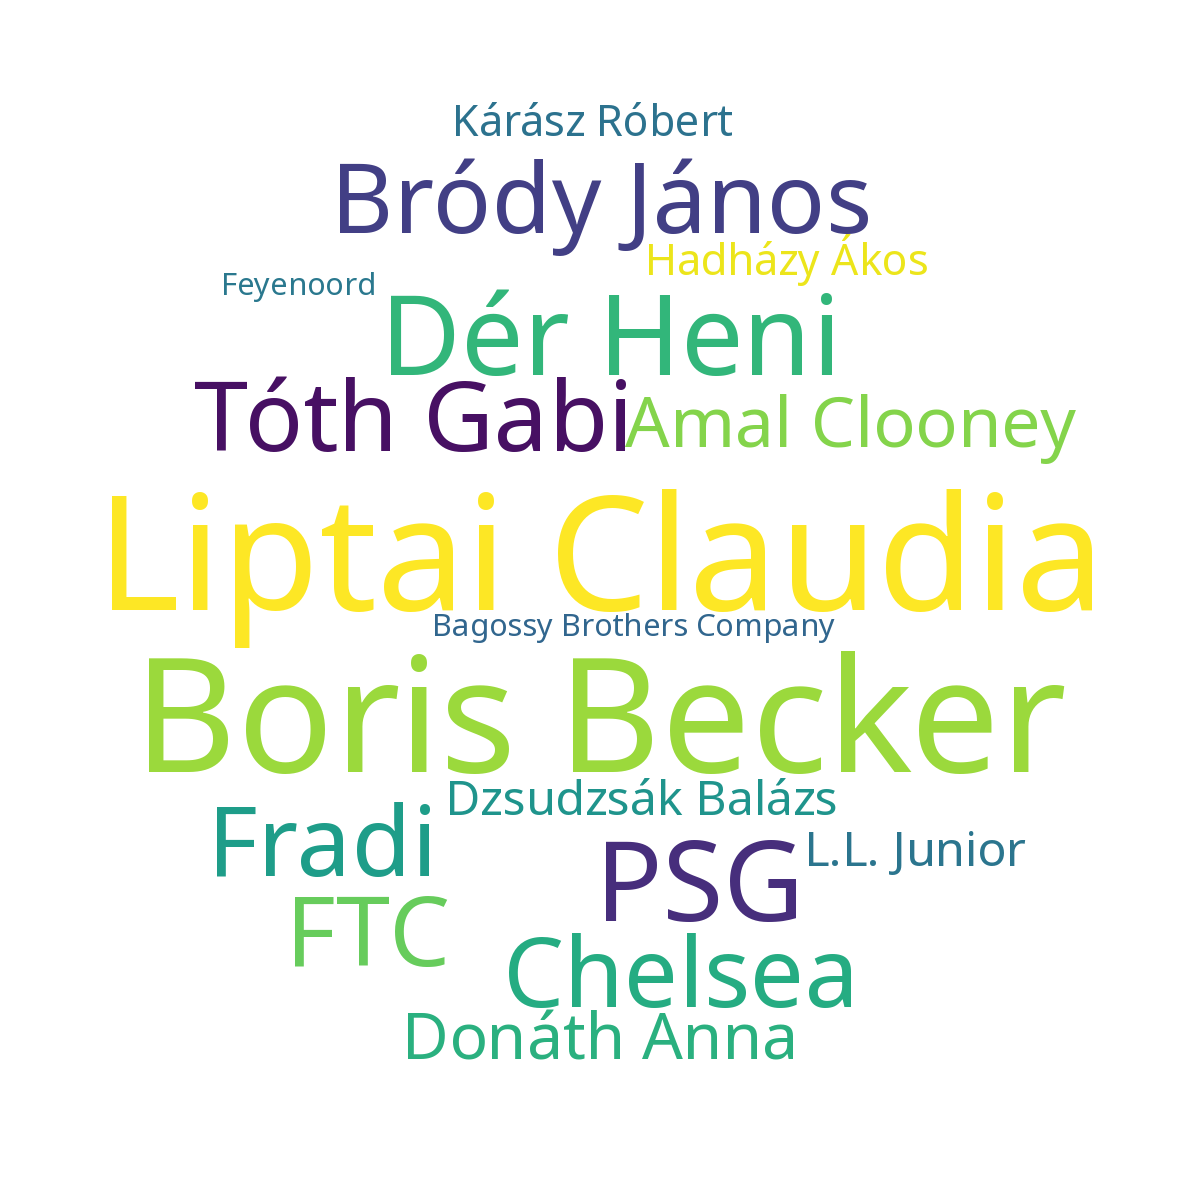 Kárász Róbert
Bródy János
Hadházy Ákos
Feyenoord
Dér Heni
Tóth Gabi
Amal Clooney
Liptai Claudia
Bagossy Brothers Company
Boris Becker
Dzsudzsák Balázs
Fradi
PSG
L.L. Junior
FTC
Chelsea
Donáth Anna